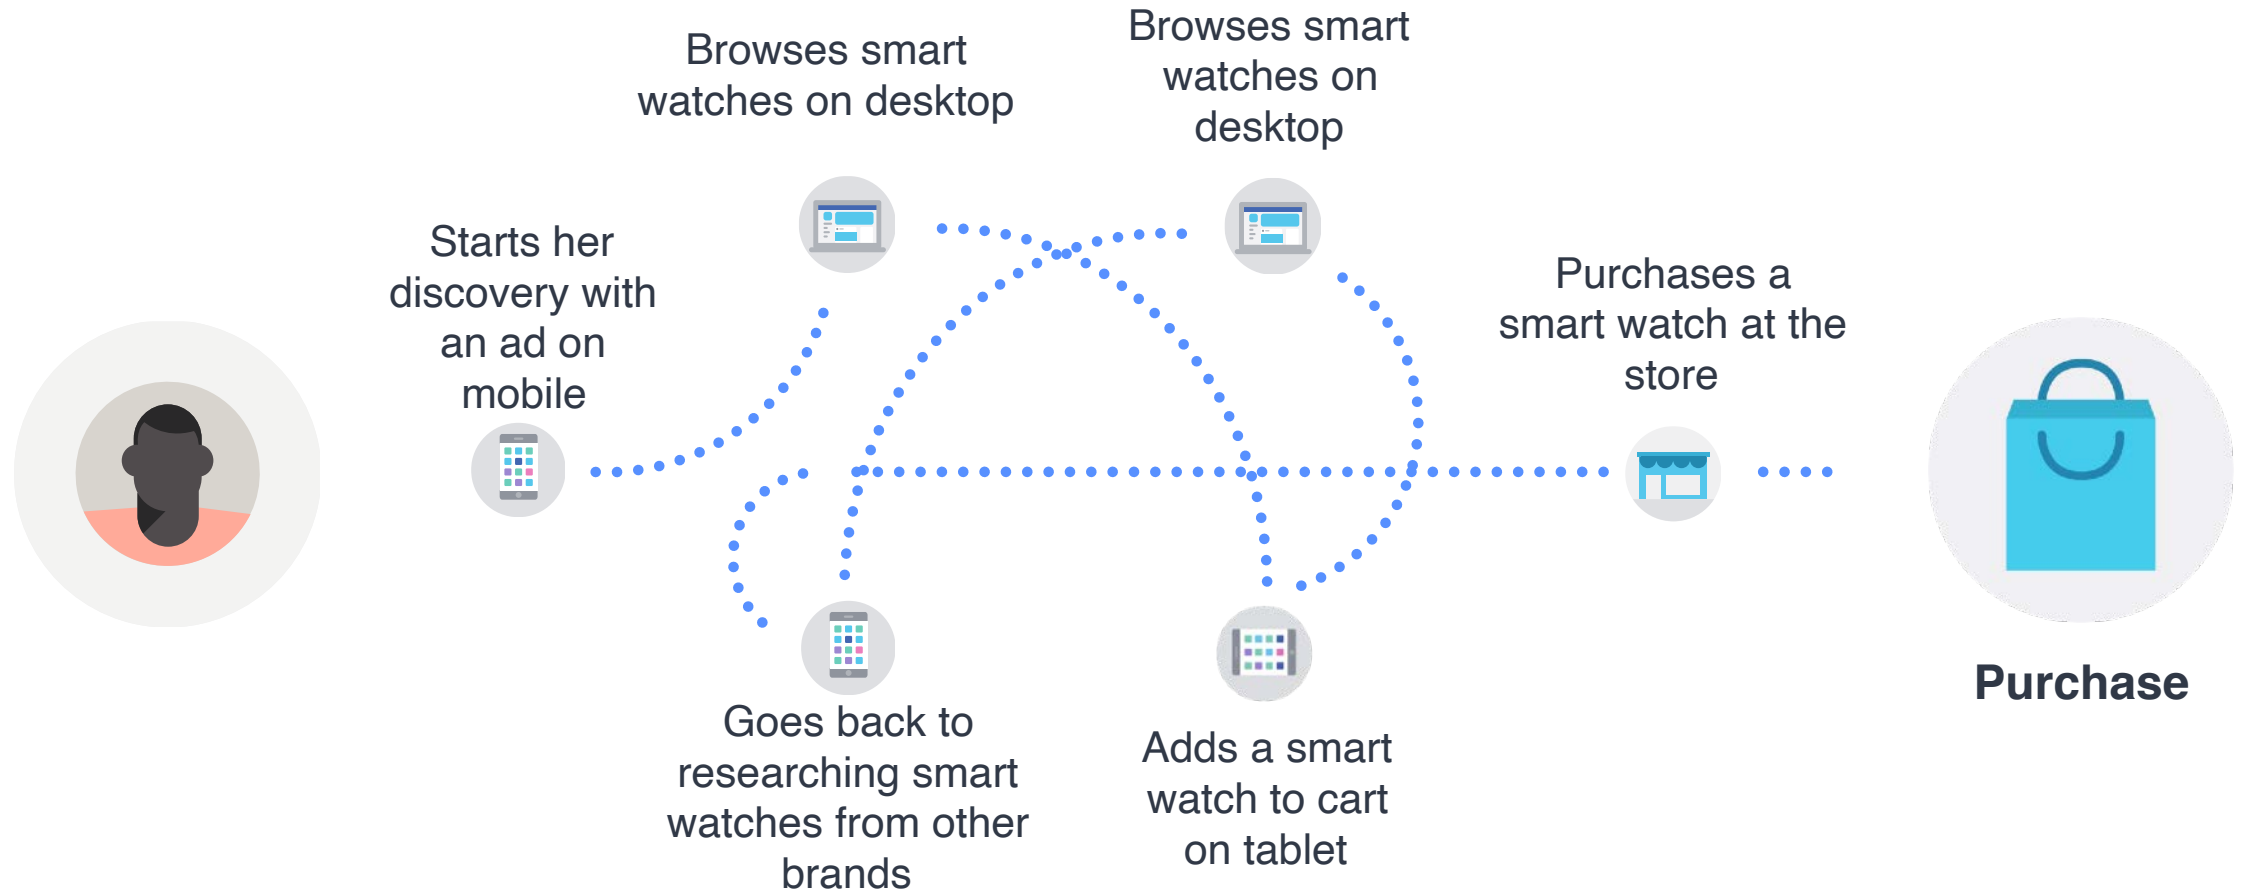 Browses smart
watches on desktop
Browses smart
watches on
desktop
Starts her
discovery with
an ad on
mobile
Purchases a
smart watch at the
store
Purchase
Goes back to
researching smart
watches from other
brands
Adds a smart
watch to cart
on tablet